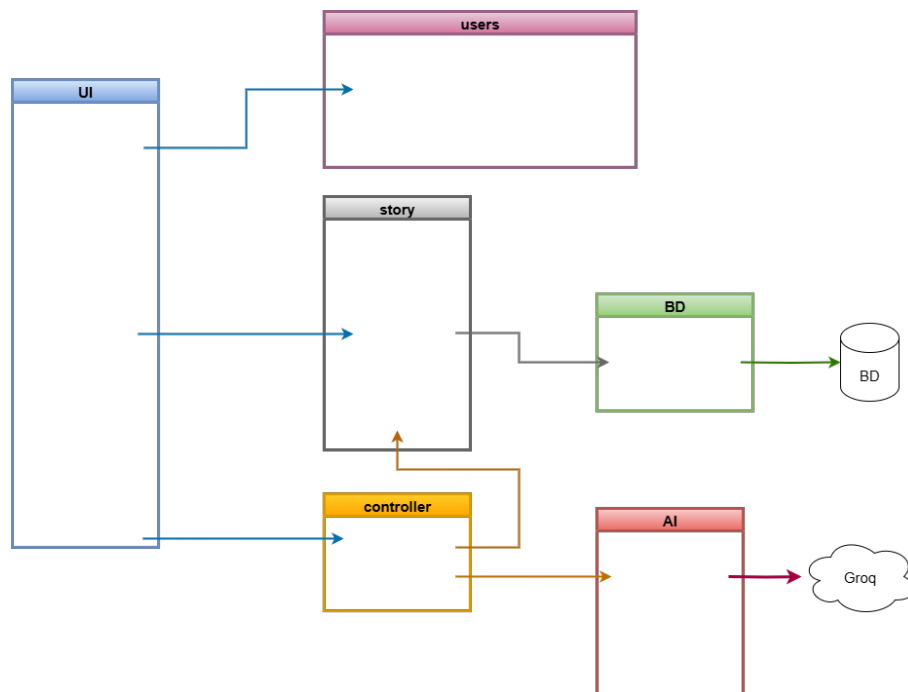 users
UI
story
BD
BD
controller
AI
Groq